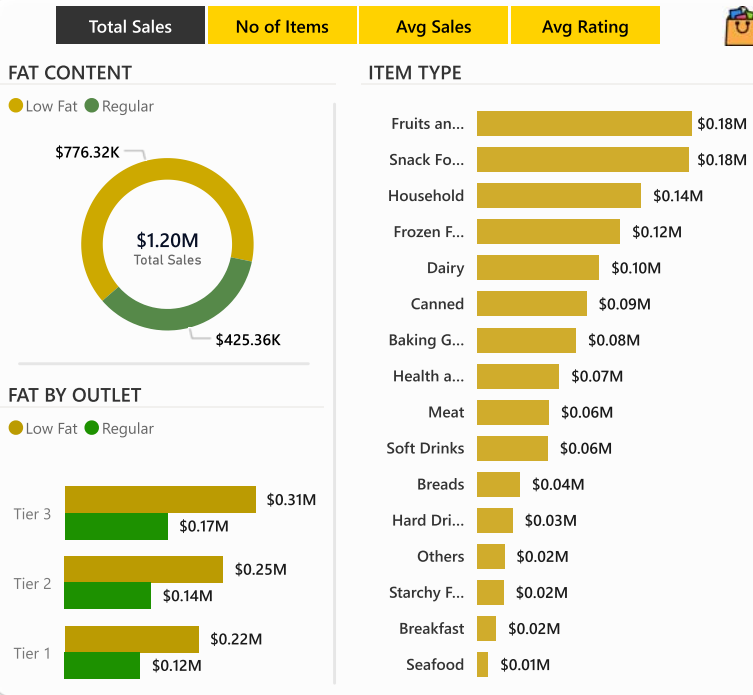 Total Sales
No of Items
Avg Sales
Avg Rating
FAT CONTENT
Low Fat
Regular
$776.32K
$1.20M
Total Sales
$425.36K
FAT BY OUTLET
Low Fat
Regular
Tier 3
$0.31M
$0.17M
Tier 2
$0.25M
$0.14M
Tier 1
$0.22M
$0.12M
ITEM TYPE
Fruits an... $0.18M
Snack Fo... $0.18M
Household $0.14M
Frozen F... $0.12M
Dairy $0.10M
Canned $0.09M
Baking G... $0.08M
Health a... $0.07M
Meat $0.06M
Soft Drinks $0.06M
Breads $0.04M
Hard Dri... $0.03M
Others $0.02M
Starchy F... $0.02M
Breakfast $0.02M
Seafood $0.01M